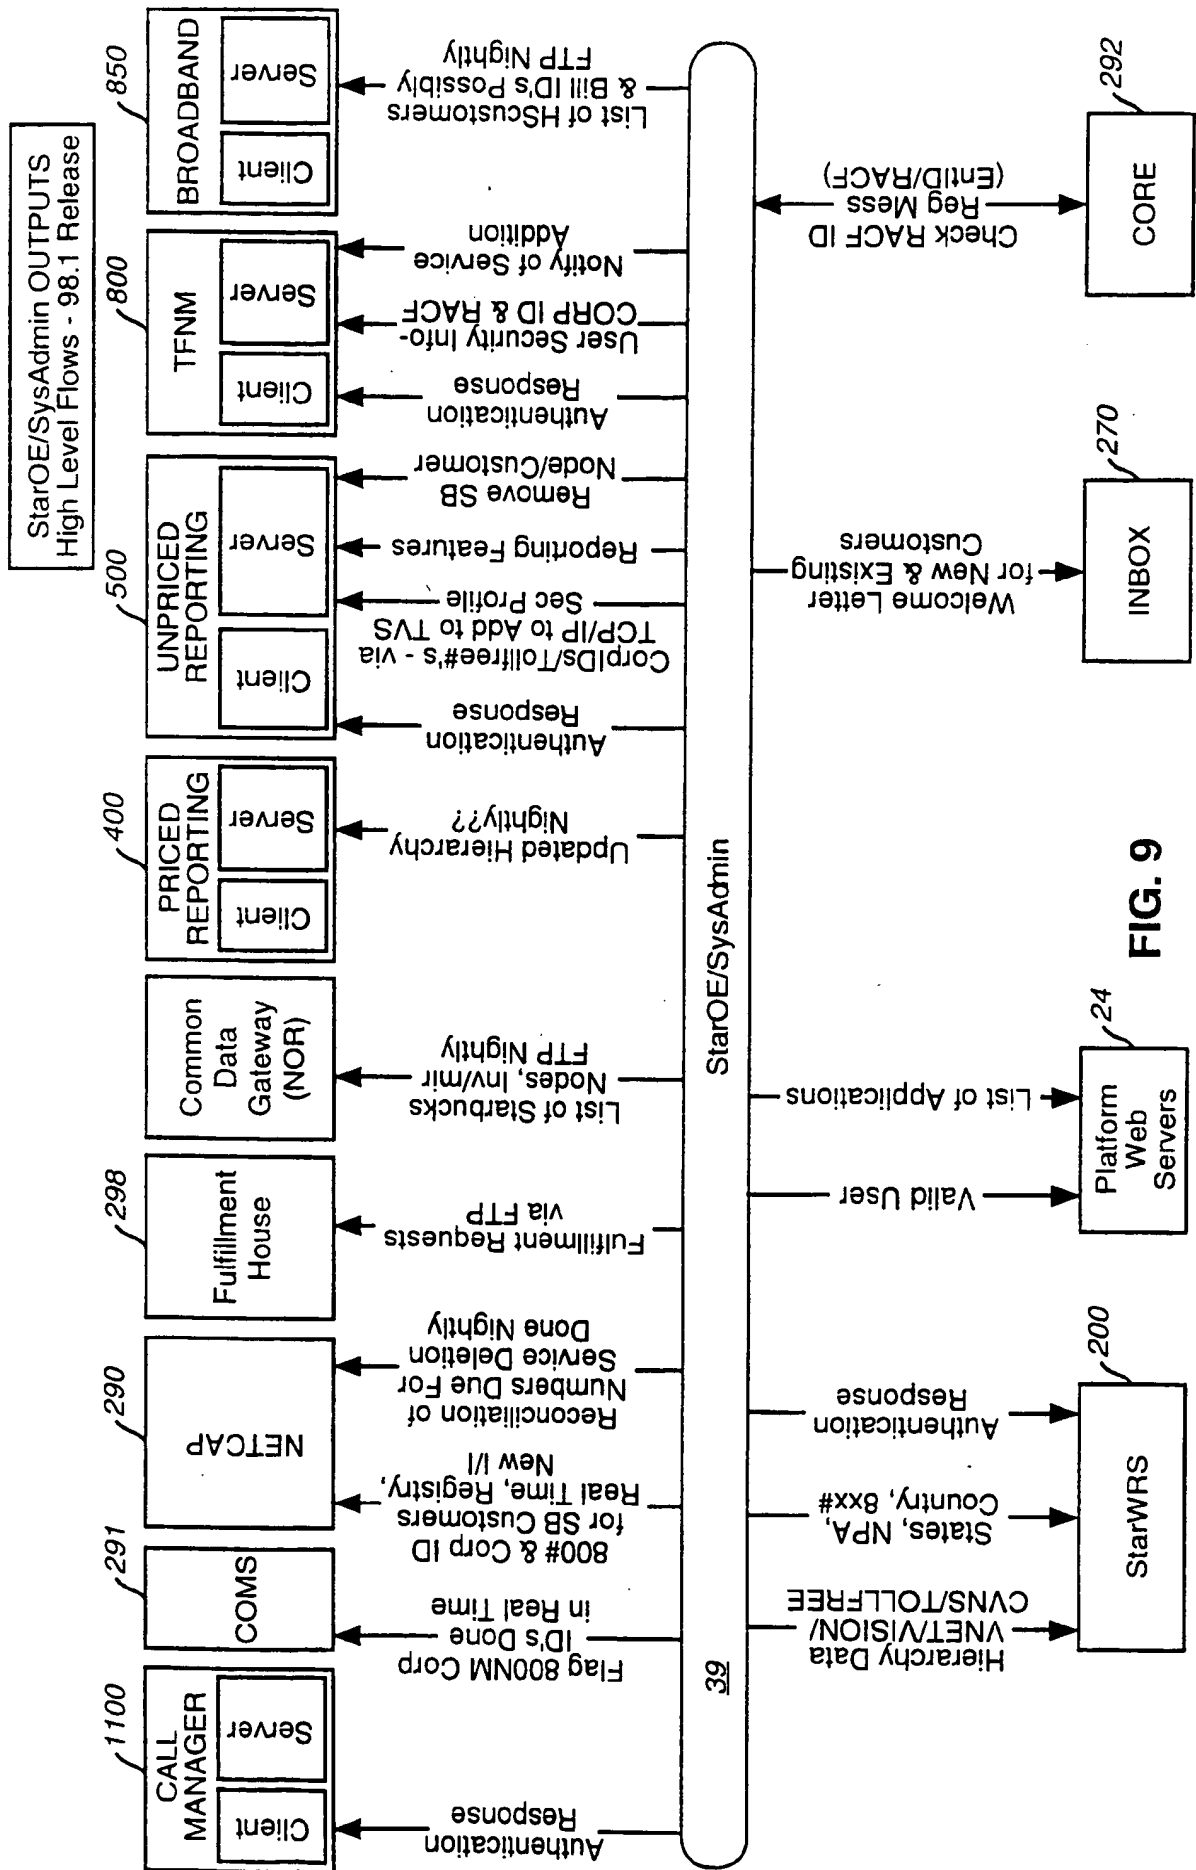 StarOE/SysAdmin OUTPUTS
High Level Flows - 98.1 Release
1100
CALL
MANAGER
Client
Server
291
COMS
290
NETCAP
298
Fulfillment
House
Common
Data
Gateway
(NOR)
400
PRICED
REPORTING
Client
Server
500
UNPRICED
REPORTING
Client
Server
800
TFNM
Client
Server
850
BROADBAND
Client
Server
Authentication
Response
Flag 800NM Corp
ID's Done
in Real Time
800# & Corp ID
for SB Customers
Real Time, Registry,
New I/I
Reconciliation of
Numbers Due For
Service Deletion
Done Nightly
Fulfillment Requests
via FTP
List of Starbucks
Nodes, Inv/mir
FTP Nightly
Updated Hierarchy
Nightly??
Authentication
Response
CorpIDs/Tollfree#'s - via
TCP/IP to Add to TVS
Sec Profile
Reporting Features
Remove SB
Node/Customer
Authentication
Response
User Security Info-
CORP ID & RACF
Notify of Service
Addition
List of HScustomers
& Bill ID's Possibly
FTP Nightly
39
StarOE/SysAdmin
Hierarchy Data
VNET/VISION/
CVNS/TOLLFREE
States, NPA,
Country, 8xx#
Authentication
Response
Valid User
List of Applications
Welcome Letter
for New & Existing
Customers
Check RACF ID
Reg Mess
(EntID/RACF)
200
StarWRS
24
Platform
Web
Servers
270
INBOX
292
CORE
FIG. 9